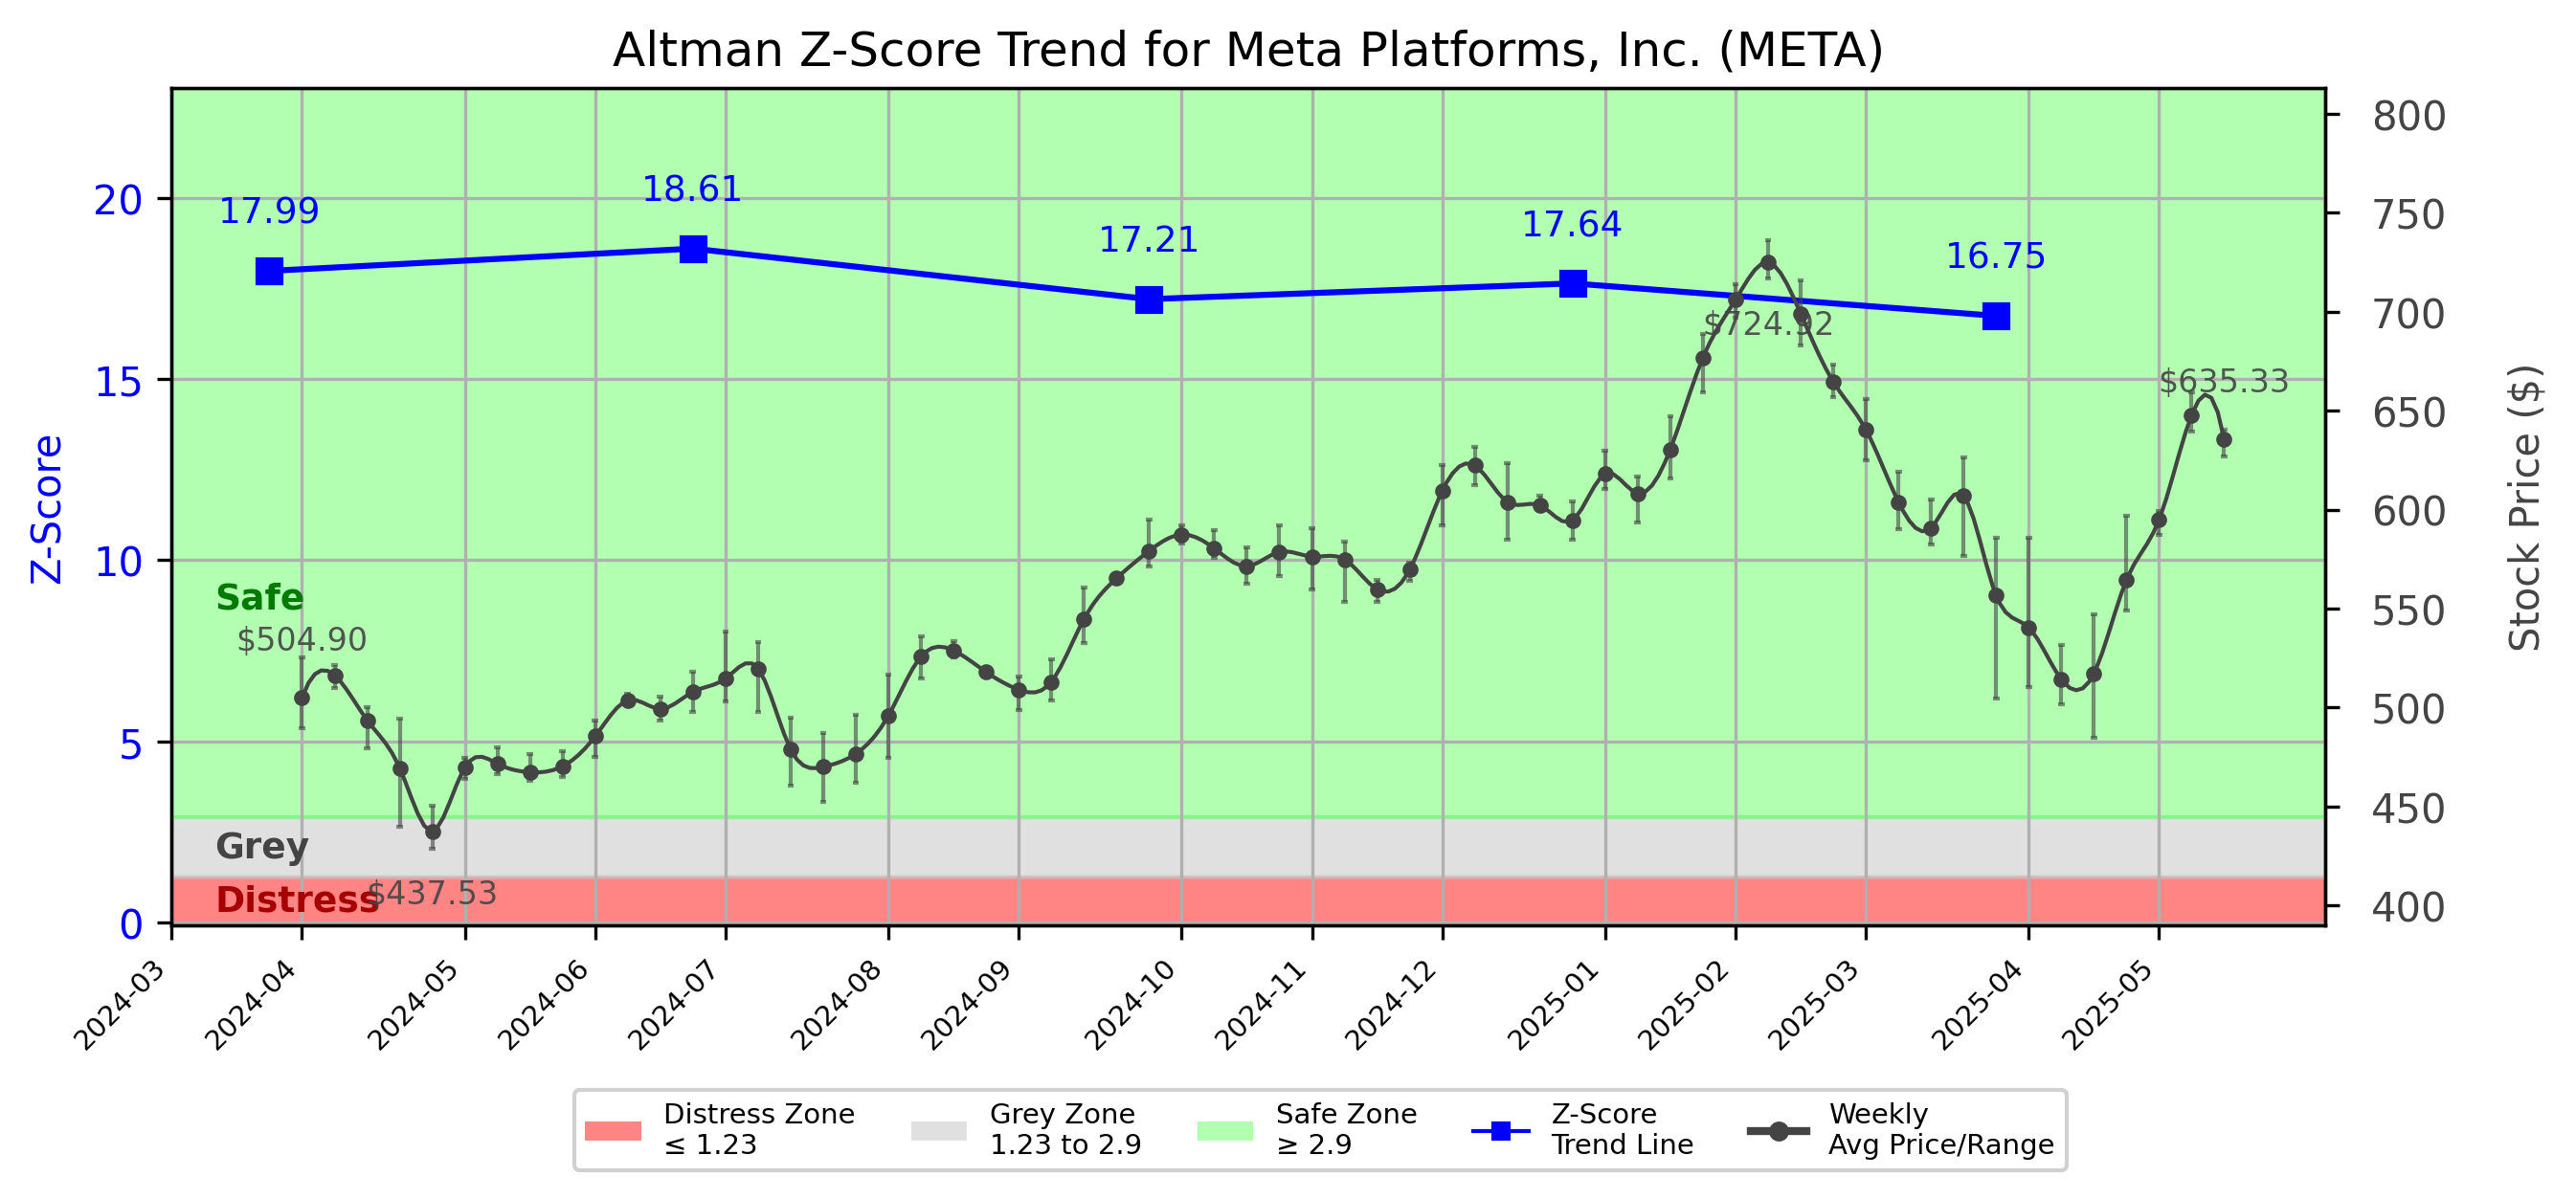 Altman Z-Score Trend for Meta Platforms, Inc. (META)
Z-Score
20
15
10
5
0
800
750
700
650
600
550
500
450
400
Stock Price ($)
17.99
18.61
17.21
17.64
16.75
$724.92
$635.33
Safe
$504.90
Grey
Distress
$437.53
2024-03
2024-04
2024-05
2024-06
2024-07
2024-08
2024-09
2024-10
2024-11
2024-12
2025-01
2025-02
2025-03
2025-04
2025-05
Distress Zone
≤ 1.23
Grey Zone
1.23 to 2.9
Safe Zone
≥ 2.9
Z-Score
Trend Line
Weekly
Avg Price/Range